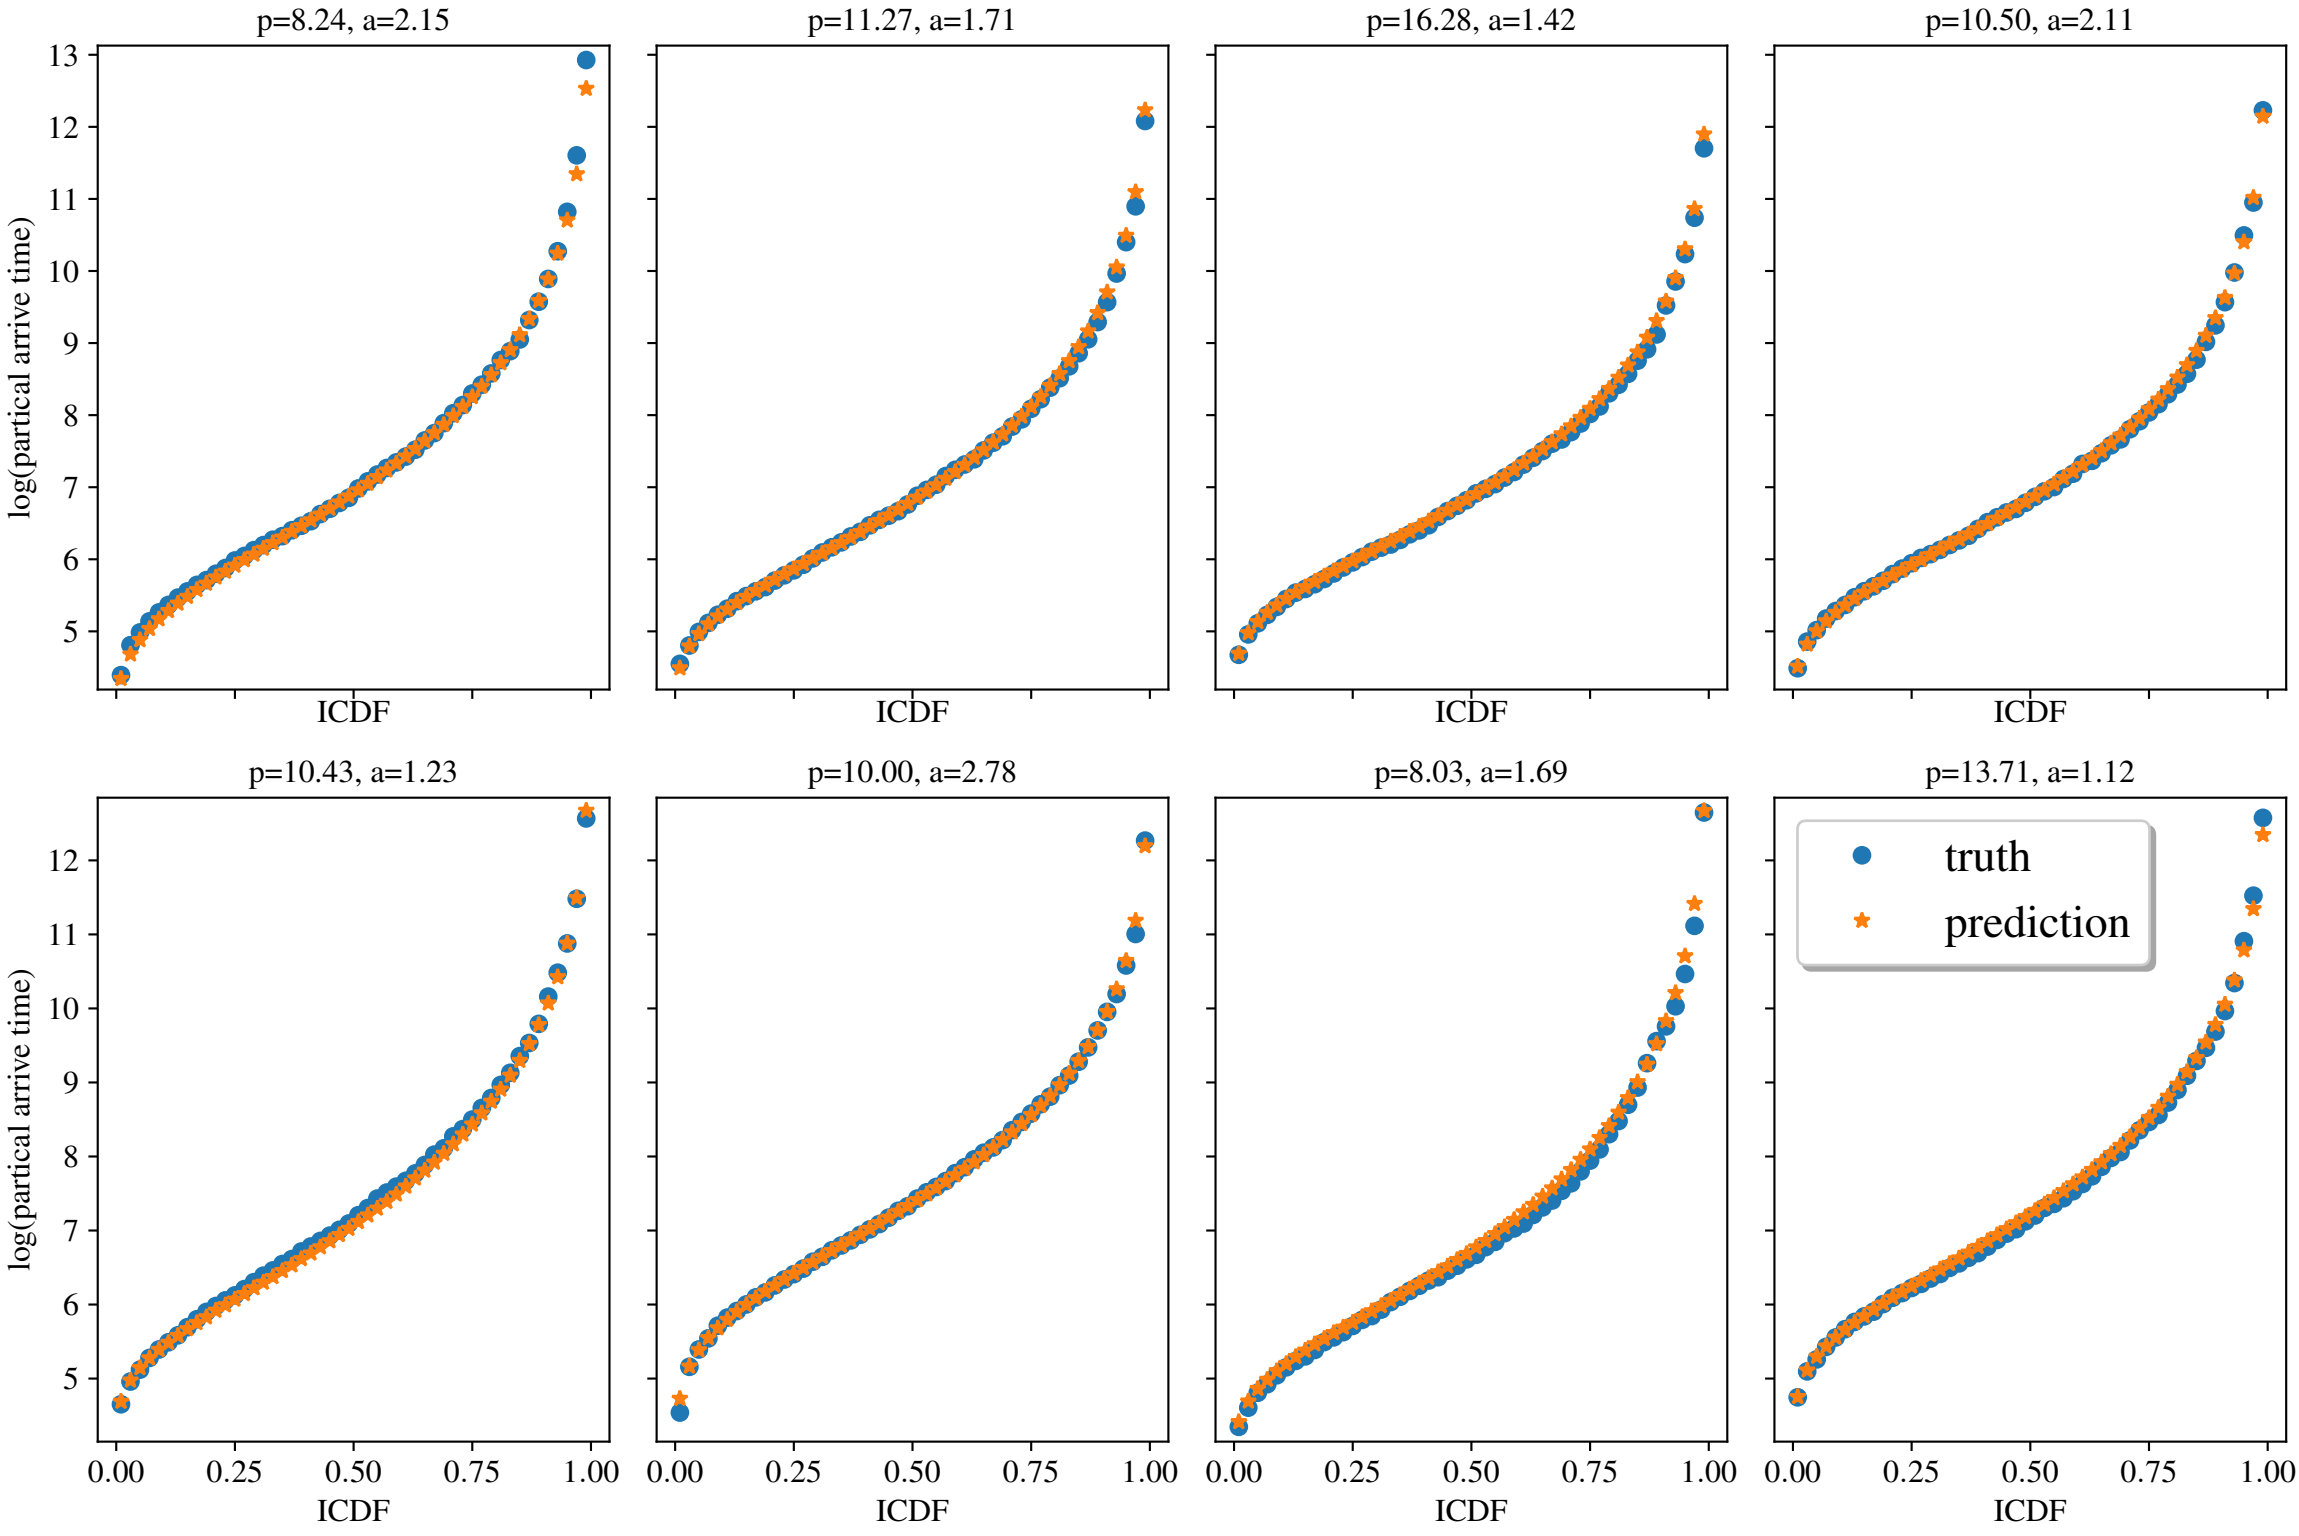 p=8.24, a=2.15
p=11.27, a=1.71
p=16.28, a=1.42
p=10.50, a=2.11
log(partical arrive time)
13
12
11
10
9
8
7
6
5
ICDF
ICDF
ICDF
ICDF
p=10.43, a=1.23
p=10.00, a=2.78
p=8.03, a=1.69
p=13.71, a=1.12
log(partical arrive time)
12
11
10
9
8
7
6
5
truth
prediction
0.00 0.25 0.50 0.75 1.00
0.00 0.25 0.50 0.75 1.00
0.00 0.25 0.50 0.75 1.00
0.00 0.25 0.50 0.75 1.00
ICDF
ICDF
ICDF
ICDF